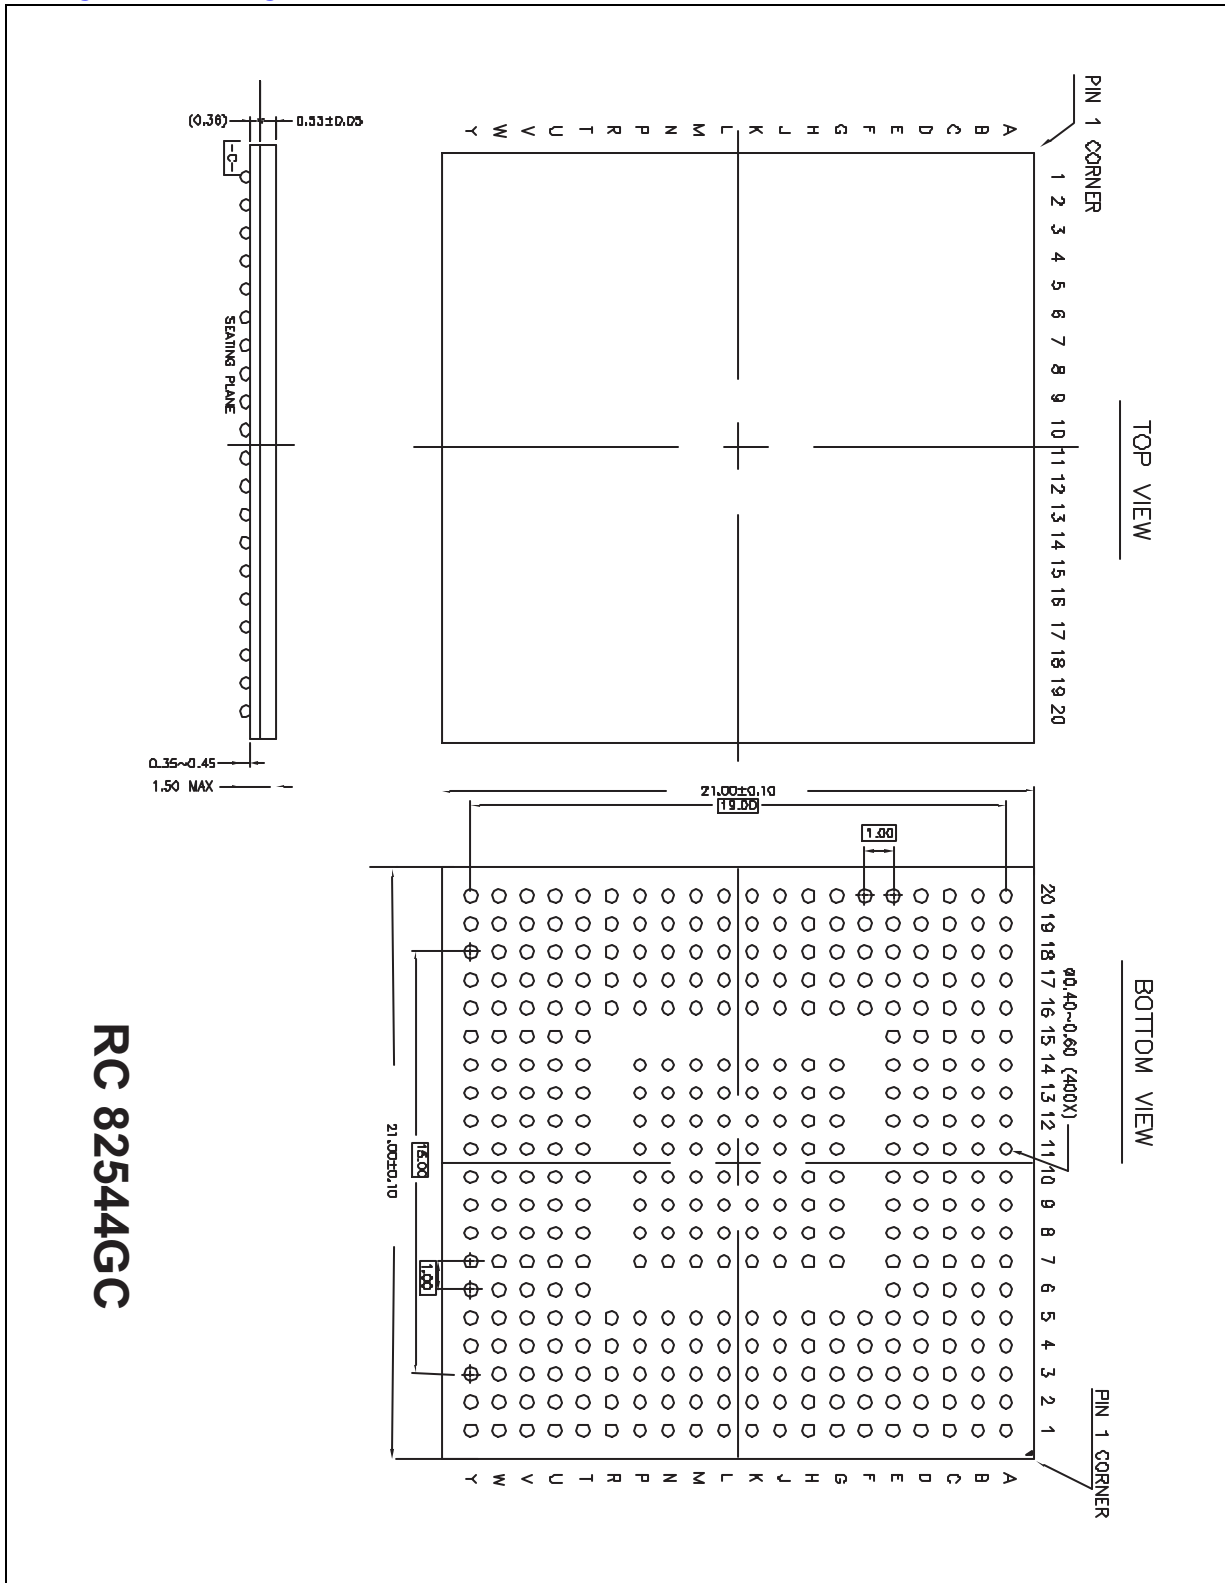 TOP VIEW
PIN 1 CORNER
1 2 3 4 5 6 7 8 9 10 11 12 13 14 15 16 17 18 19 20
A
B
C
D
E
F
G
H
J
K
L
M
N
P
R
T
U
V
W
Y
BOTTOM VIEW
PIN 1 CORNER
ø0.40~0.60 (400X)
20 19 18 17 16 15 14 13 12 11 10 9 8 7 6 5 4 3 2 1
A
B
C
D
E
F
G
H
J
K
L
M
N
P
R
T
U
V
W
Y
1.00
21.00±0.10
19.00
1.00
15.00
21.00±0.10
0.53±0.05
(0.36)
-C-
SEATING PLANE
0.35~0.45
1.50 MAX
RC 82544GC